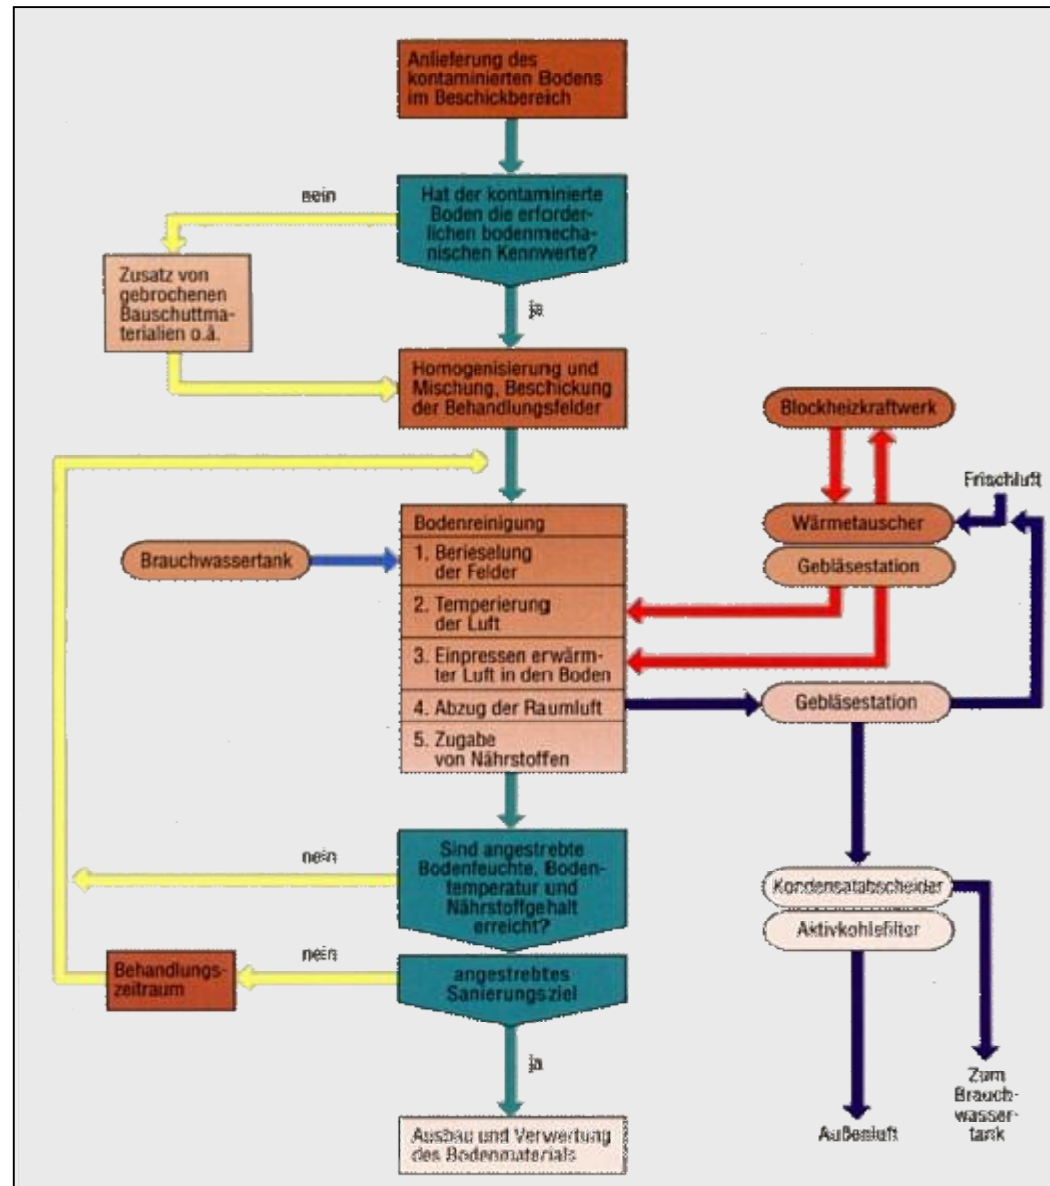 Anlieferung des
kontaminierten Bodens
im Beschickbereich
nein
Hat der kontaminierte
Boden die erforder-
lichen bodenmecha-
nischen Kennwerte?
Zusatz von
gebrochenen
Bauschuttma-
terialien o.ä.
ja
Homogenisierung und
Mischung, Beschickung
der Behandlungsfelder
Blockheizkraftwerk
Frischluft
Wärmetauscher
Gebläsestation
Brauchwassertank
Bodenreinigung
1. Berieselung
der Felder
2. Temperierung
der Luft
3. Einpressen erwärm-
ter Luft in den Boden
4. Abzug der Raumluft
5. Zugabe
von Nährstoffen
Gebläsestation
nein
Sind angestrebte
Bodenfeuchte, Boden-
temperatur und
Nährstoffgehalt
erreicht?
Kondensatabscheider
Aktivkohlefilter
nein
Behandlungs-
zeitraum
angestrebtes
Sanierungsziel
ja
Ausbau und Verwertung
des Bodenmaterials
Außenluft
Zum
Brauch-
wasser-
tank